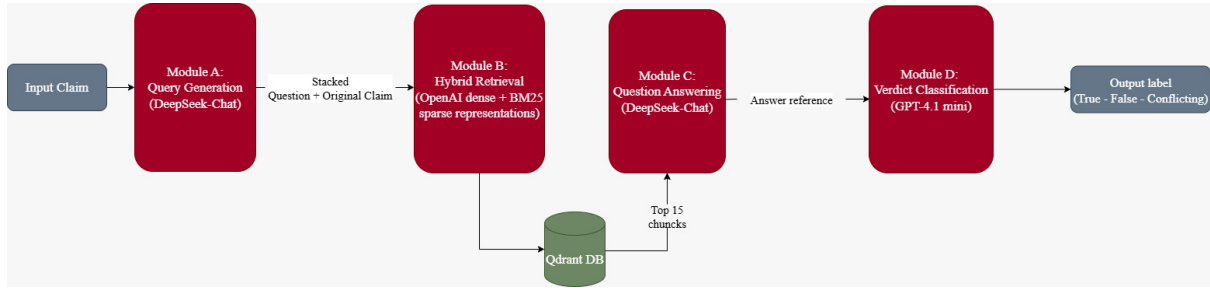 Input Claim
Module A:
Query Generation
(DeepSeek-Chat)
Stacked
Question + Original Claim
Module B:
Hybrid Retrieval
(OpenAI dense + BM25
sparse representations)
Qdrant DB
Top 15
chuncks
Module C:
Question Answering
(DeepSeek-Chat)
Answer reference
Module D:
Verdict Classification
(GPT-4.1 mini)
Output label
(True - False - Conflicting)